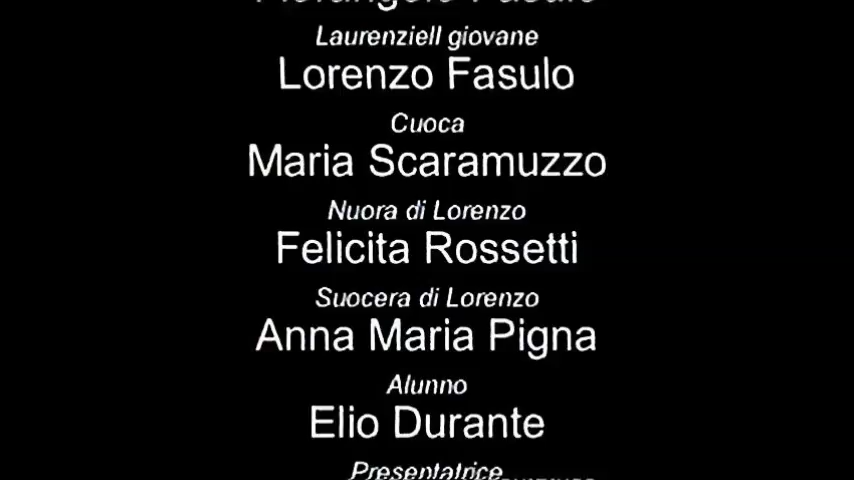 Laurenziell giovane
Lorenzo Fasulo
Cuoca
Maria Scaramuzzo
Nuora di Lorenzo
Felicita Rossetti
Suocera di Lorenzo
Anna Maria Pigna
Alunno
Elio Durante
Presentatrice